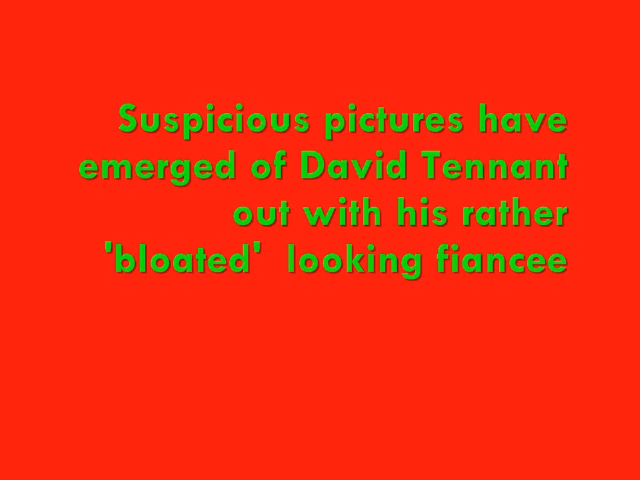 Suspicious pictures have
emerged of David Tennant
out with his rather
'bloated'  looking fiancee